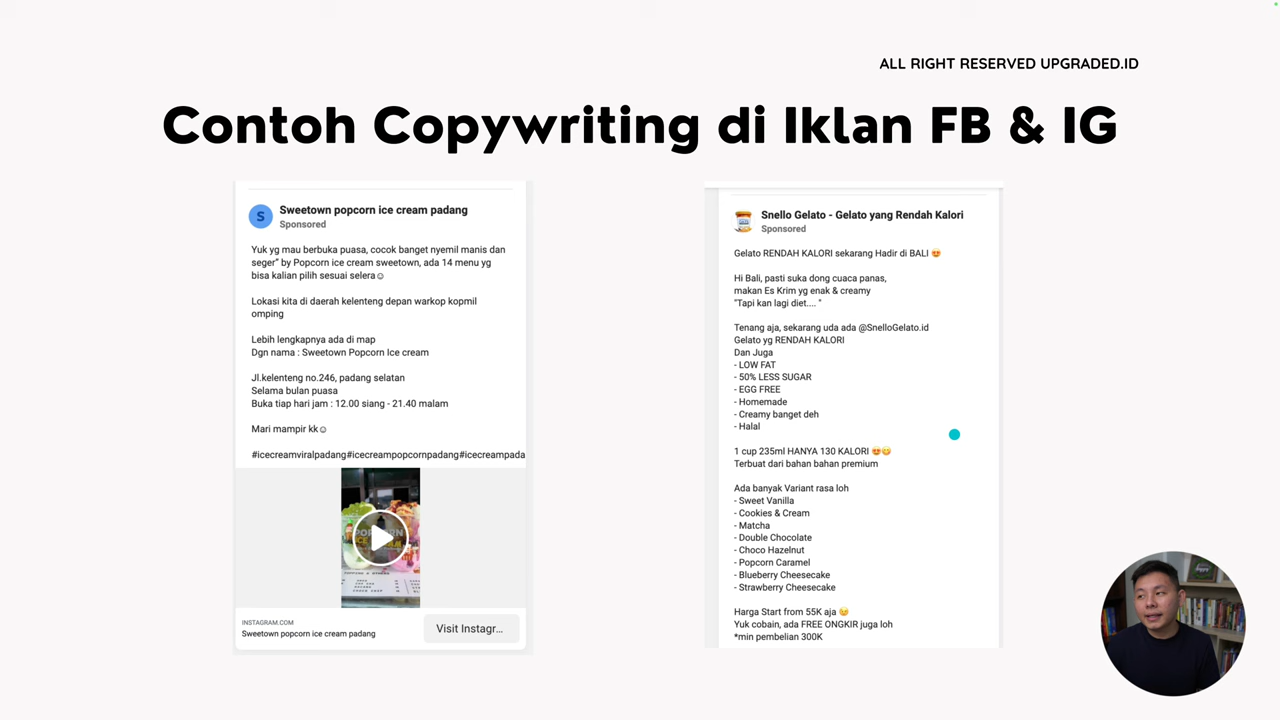 ALL RIGHT RESERVED UPGRADED.ID
Contoh Copywriting di Iklan FB & IG
S
Sweetown popcorn ice cream padang
Sponsored
Yuk yg mau berbuka puasa, cocok banget nyemil manis dan
seger" by Popcorn ice cream sweetown, ada 14 menu yg
bisa kalian pilih sesuai selera☺
Lokasi kita di daerah kelenteng depan warkop kopmil
omping
Lebih lengkapnya ada di map
Dgn nama : Sweetown Popcorn Ice cream
Jl.kelenteng no.246, padang selatan
Selama bulan puasa
Buka tiap hari jam : 12.00 siang - 21.40 malam
Mari mampir kk☺
#icecreamviralpadang#icecreampopcornpadang#icecreampada
POPCORN
ICE
INSTAGRAM.COM
Sweetown popcorn ice cream padang
Visit Instagr...
Snello Gelato - Gelato yang Rendah Kalori
Sponsored
Gelato RENDAH KALORI sekarang Hadir di BALI 😍
Hi Bali, pasti suka dong cuaca panas,
makan Es Krim yg enak & creamy
"Tapi kan lagi diet.... "
Tenang aja, sekarang uda ada @SnelloGelato.id
Gelato yg RENDAH KALORI
Dan Juga
- LOW FAT
- 50% LESS SUGAR
- EGG FREE
- Homemade
- Creamy banget deh
- Halal
1 cup 235ml HANYA 130 KALORI 😍😋
Terbuat dari bahan bahan premium
Ada banyak Variant rasa loh
- Sweet Vanilla
- Cookies & Cream
- Matcha
- Double Chocolate
- Choco Hazelnut
- Popcorn Caramel
- Blueberry Cheesecake
- Strawberry Cheesecake
Harga Start from 55K aja 😉
Yuk cobain, ada FREE ONGKIR juga loh
*min pembelian 300K